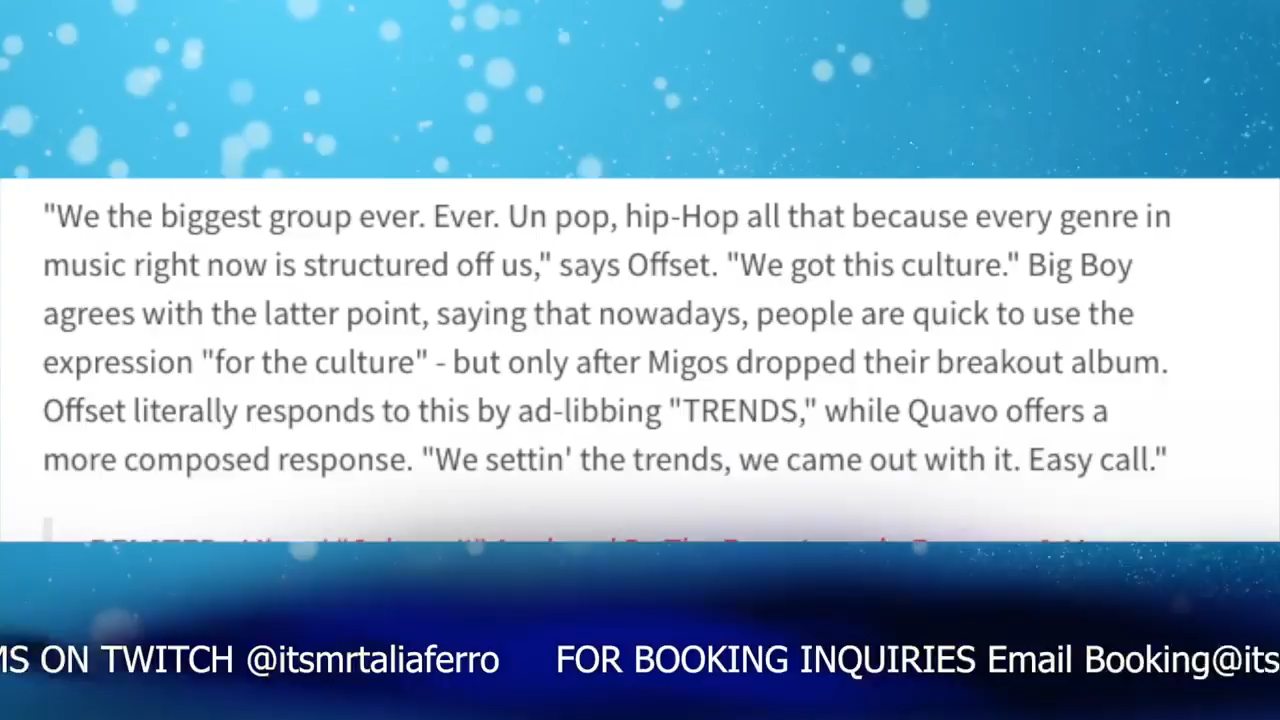 "We the biggest group ever. Ever. Un pop, hip-Hop all that because every genre in
music right now is structured off us," says Offset. "We got this culture." Big Boy
agrees with the latter point, saying that nowadays, people are quick to use the
expression "for the culture" - but only after Migos dropped their breakout album.
Offset literally responds to this by ad-libbing "TRENDS," while Quavo offers a
more composed response. "We settin' the trends, we came out with it. Easy call."
ON TWITCH @itsmrtaliaferro FOR BOOKING INQUIRIES Email Booking@its